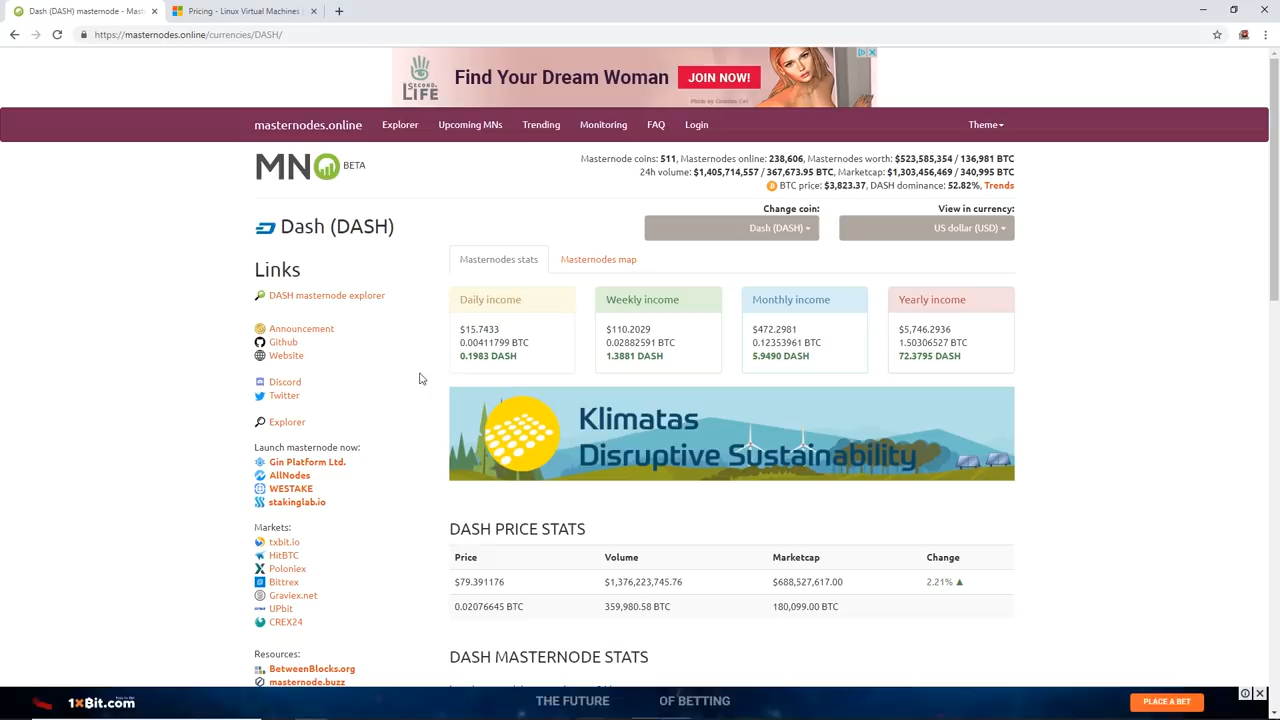 Dash (DASH) masternode - Mast
Pricing - Linux Virtual Machines
https://masternodes.online/currencies/DASH/
SECOND LIFE
Find Your Dream Woman
JOIN NOW!
masternodes.online
Explorer
Upcoming MNs
Trending
Monitoring
FAQ
Login
Theme
MNO BETA
Masternode coins: 511, Masternodes online: 238,606, Masternodes worth: $523,585,354 / 136,981 BTC
24h volume: $1,405,714,557 / 367,673.95 BTC, Marketcap: $1,303,456,469 / 340,995 BTC
BTC price: $3,823.37, DASH dominance: 52.82%, Trends
Change coin:
View in currency:
Dash (DASH)
Dash (DASH)
US dollar (USD)
Links
DASH masternode explorer
Announcement
Github
Website
Discord
Twitter
Explorer
Launch masternode now:
Gin Platform Ltd.
AllNodes
WESTAKE
stakinglab.io
Markets:
txbit.io
HitBTC
Poloniex
Bittrex
Graviex.net
UPbit
CREX24
Resources:
BetweenBlocks.org
masternode.buzz
Masternodes stats
Masternodes map
Daily income
$15.7433
0.00411799 BTC
0.1983 DASH
Weekly income
$110.2029
0.02882591 BTC
1.3881 DASH
Monthly income
$472.2981
0.12353961 BTC
5.9490 DASH
Yearly income
$5,746.2936
1.50306527 BTC
72.3795 DASH
Klimatas
Disruptive Sustainability
DASH PRICE STATS
Price Volume Marketcap Change
$79.391176 $1,376,223,745.76 $688,527,617.00 2.21% ▲
0.02076645 BTC 359,980.58 BTC 180,099.00 BTC
DASH MASTERNODE STATS
1xBit.com
THE FUTURE OF BETTING
PLACE A BET